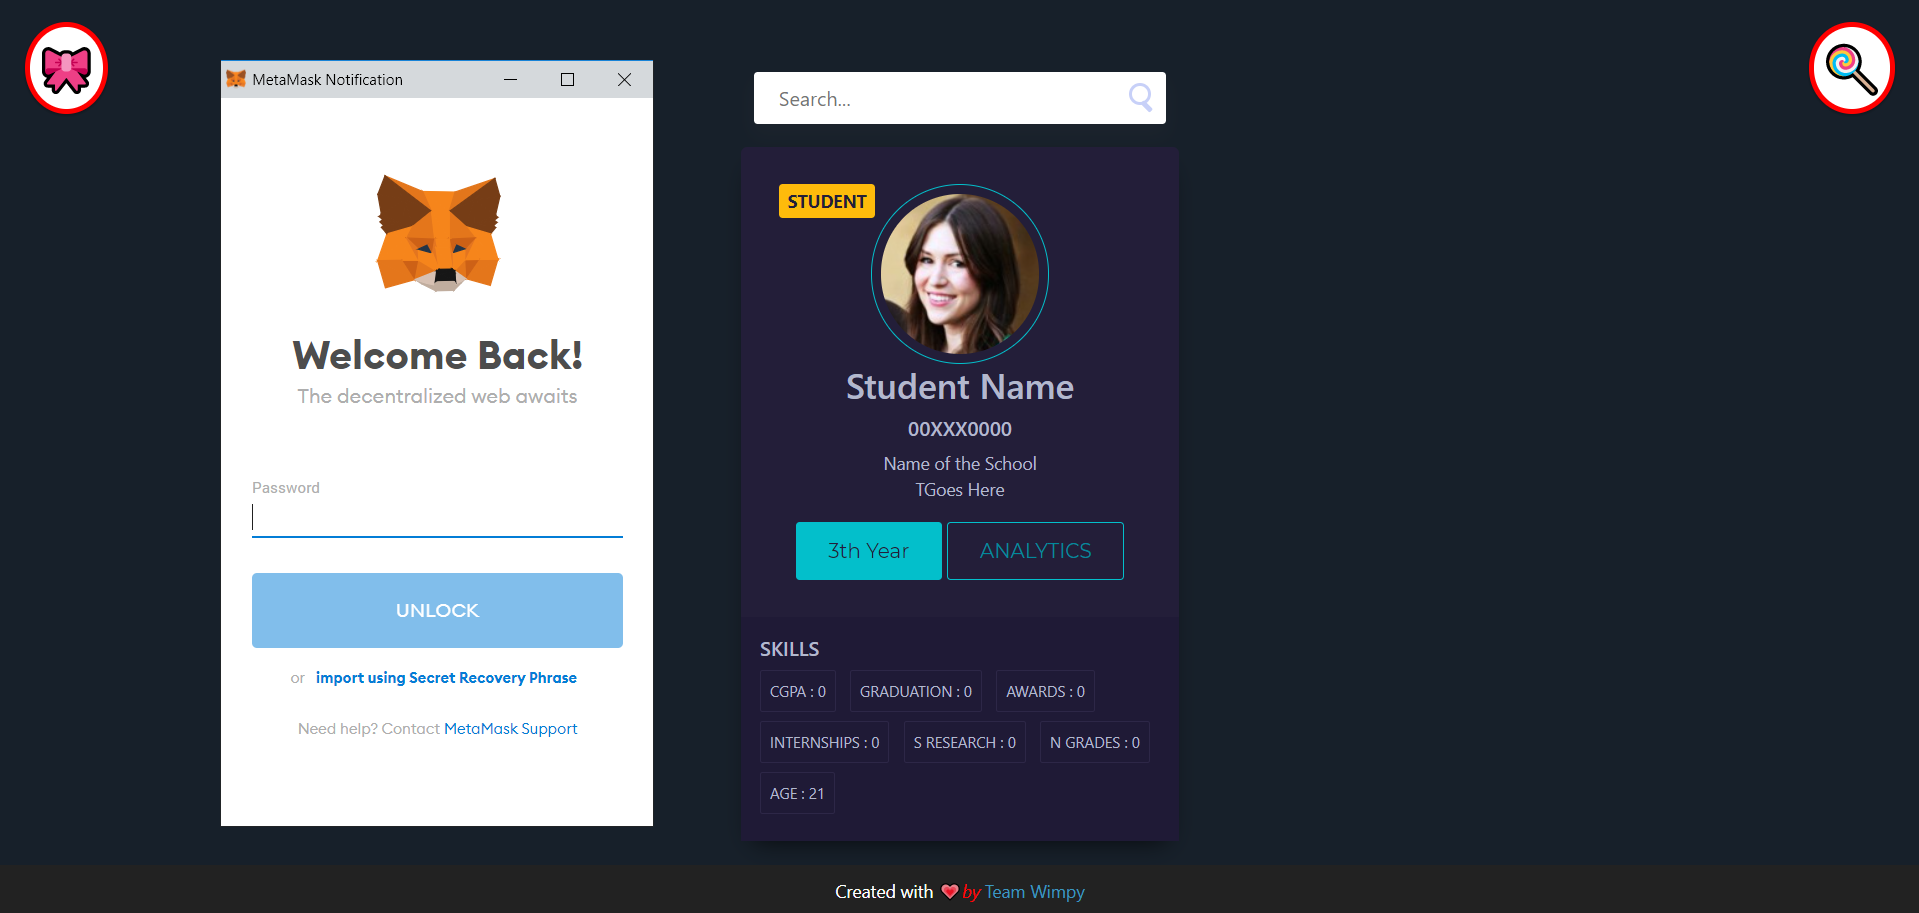 MetaMask Notification
Welcome Back!
The decentralized web awaits
Password
UNLOCK
or import using Secret Recovery Phrase
Need help? Contact MetaMask Support
Search...
STUDENT
Student Name
00XXX0000
Name of the School
TGoes Here
3th Year
ANALYTICS
SKILLS
CGPA : 0
GRADUATION : 0
AWARDS : 0
INTERNSHIPS : 0
S RESEARCH : 0
N GRADES : 0
AGE : 21
Created with ❤️by Team Wimpy